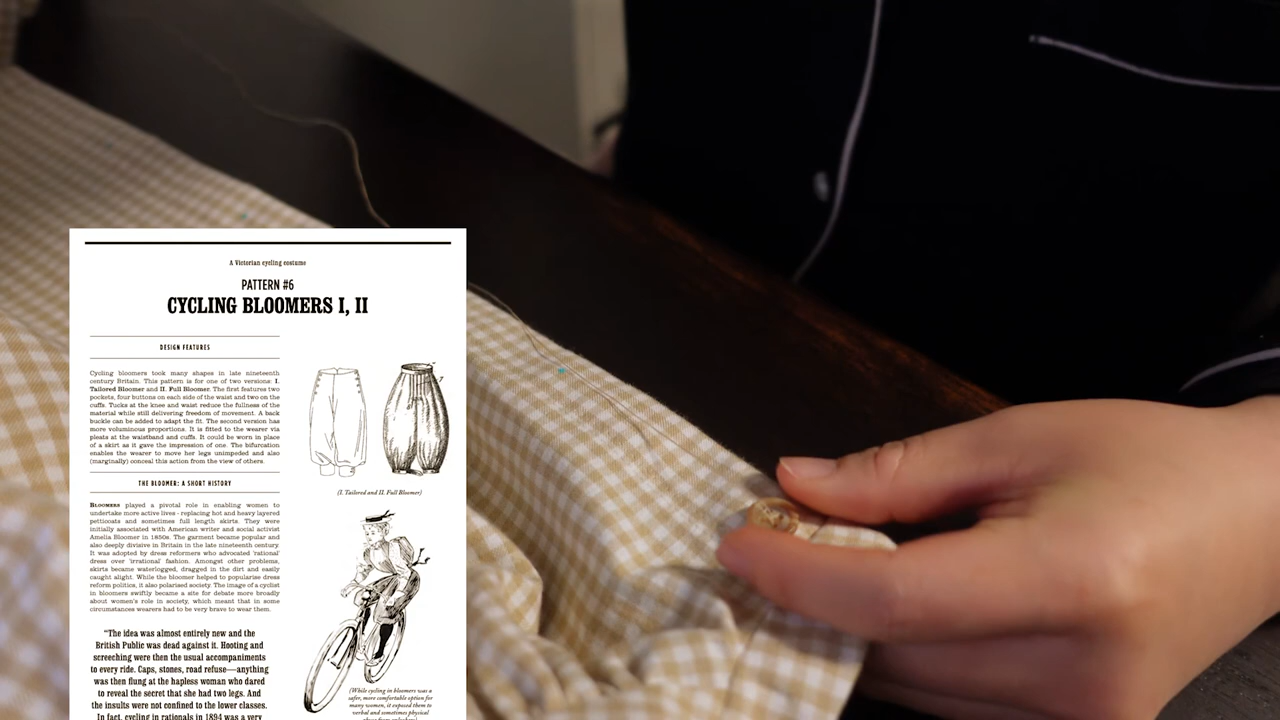 A Victorian cycling costume
PATTERN #6
CYCLING BLOOMERS I, II
DESIGN FEATURES
Cycling bloomers took many shapes in late nineteenth
century Britain. This pattern is for one of two versions: I.
Tailored Bloomer and II. Full Bloomer. The first features two
pockets, four buttons on each side of the waist and two on the
cuffs. Tucks at the knee and waist reduce the fullness of the
material while still delivering freedom of movement. A back
buckle can be added to adapt the fit. The second version has
more voluminous proportions. It is fitted to the wearer via
pleats at the waistband and cuffs. It could be worn in place
of a skirt as it gave the impression of one. The bifurcation
enables the wearer to move her legs unimpeded and also
(marginally) conceal this action from the view of others.
THE BLOOMER: A SHORT HISTORY
BLOOMERS played a pivotal role in enabling women to
undertake more active lives - replacing hot and heavy layered
petticoats and sometimes full length skirts. They were
initially associated with American writer and social activist
Amelia Bloomer in 1850s. The garment became popular and
also deeply divisive in Britain in the late nineteenth century.
It was adopted by dress reformers who advocated 'rational'
dress over 'irrational' fashion. Amongst other problems,
skirts became waterlogged, dragged in the dirt and easily
caught alight. While the bloomer helped to popularise dress
reform politics, it also polarised society. The image of a cyclist
in bloomers swiftly became a site for debate more broadly
about women's role in society, which meant that in some
circumstances wearers had to be very brave to wear them.
"The idea was almost entirely new and the
British Public was dead against it. Hooting and
screeching were then the usual accompaniments
to every ride. Caps, stones, road refuse—anything
was then flung at the hapless woman who dared
to reveal the secret that she had two legs. And
the insults were not confined to the lower classes.
In fact, cycling in rationals in 1894 was a very
(I. Tailored and II. Full Bloomer)
(While cycling in bloomers was a
safer, more comfortable option for
many women, it exposed them to
verbal and sometimes physical